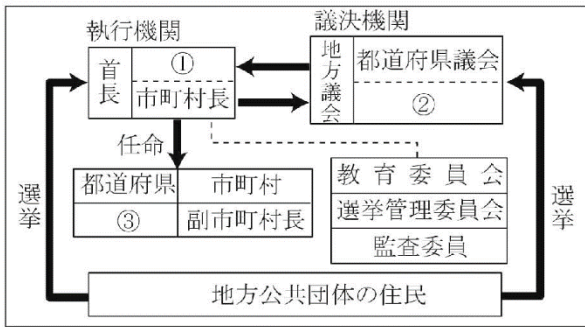 執行機関
議決機関
首長
①
市町村長
地方議会
都道府県議会
②
任命
選挙
選挙
都道府県
市町村
③
副市町村長
教育委員会
選挙管理委員会
監査委員
地方公共団体の住民